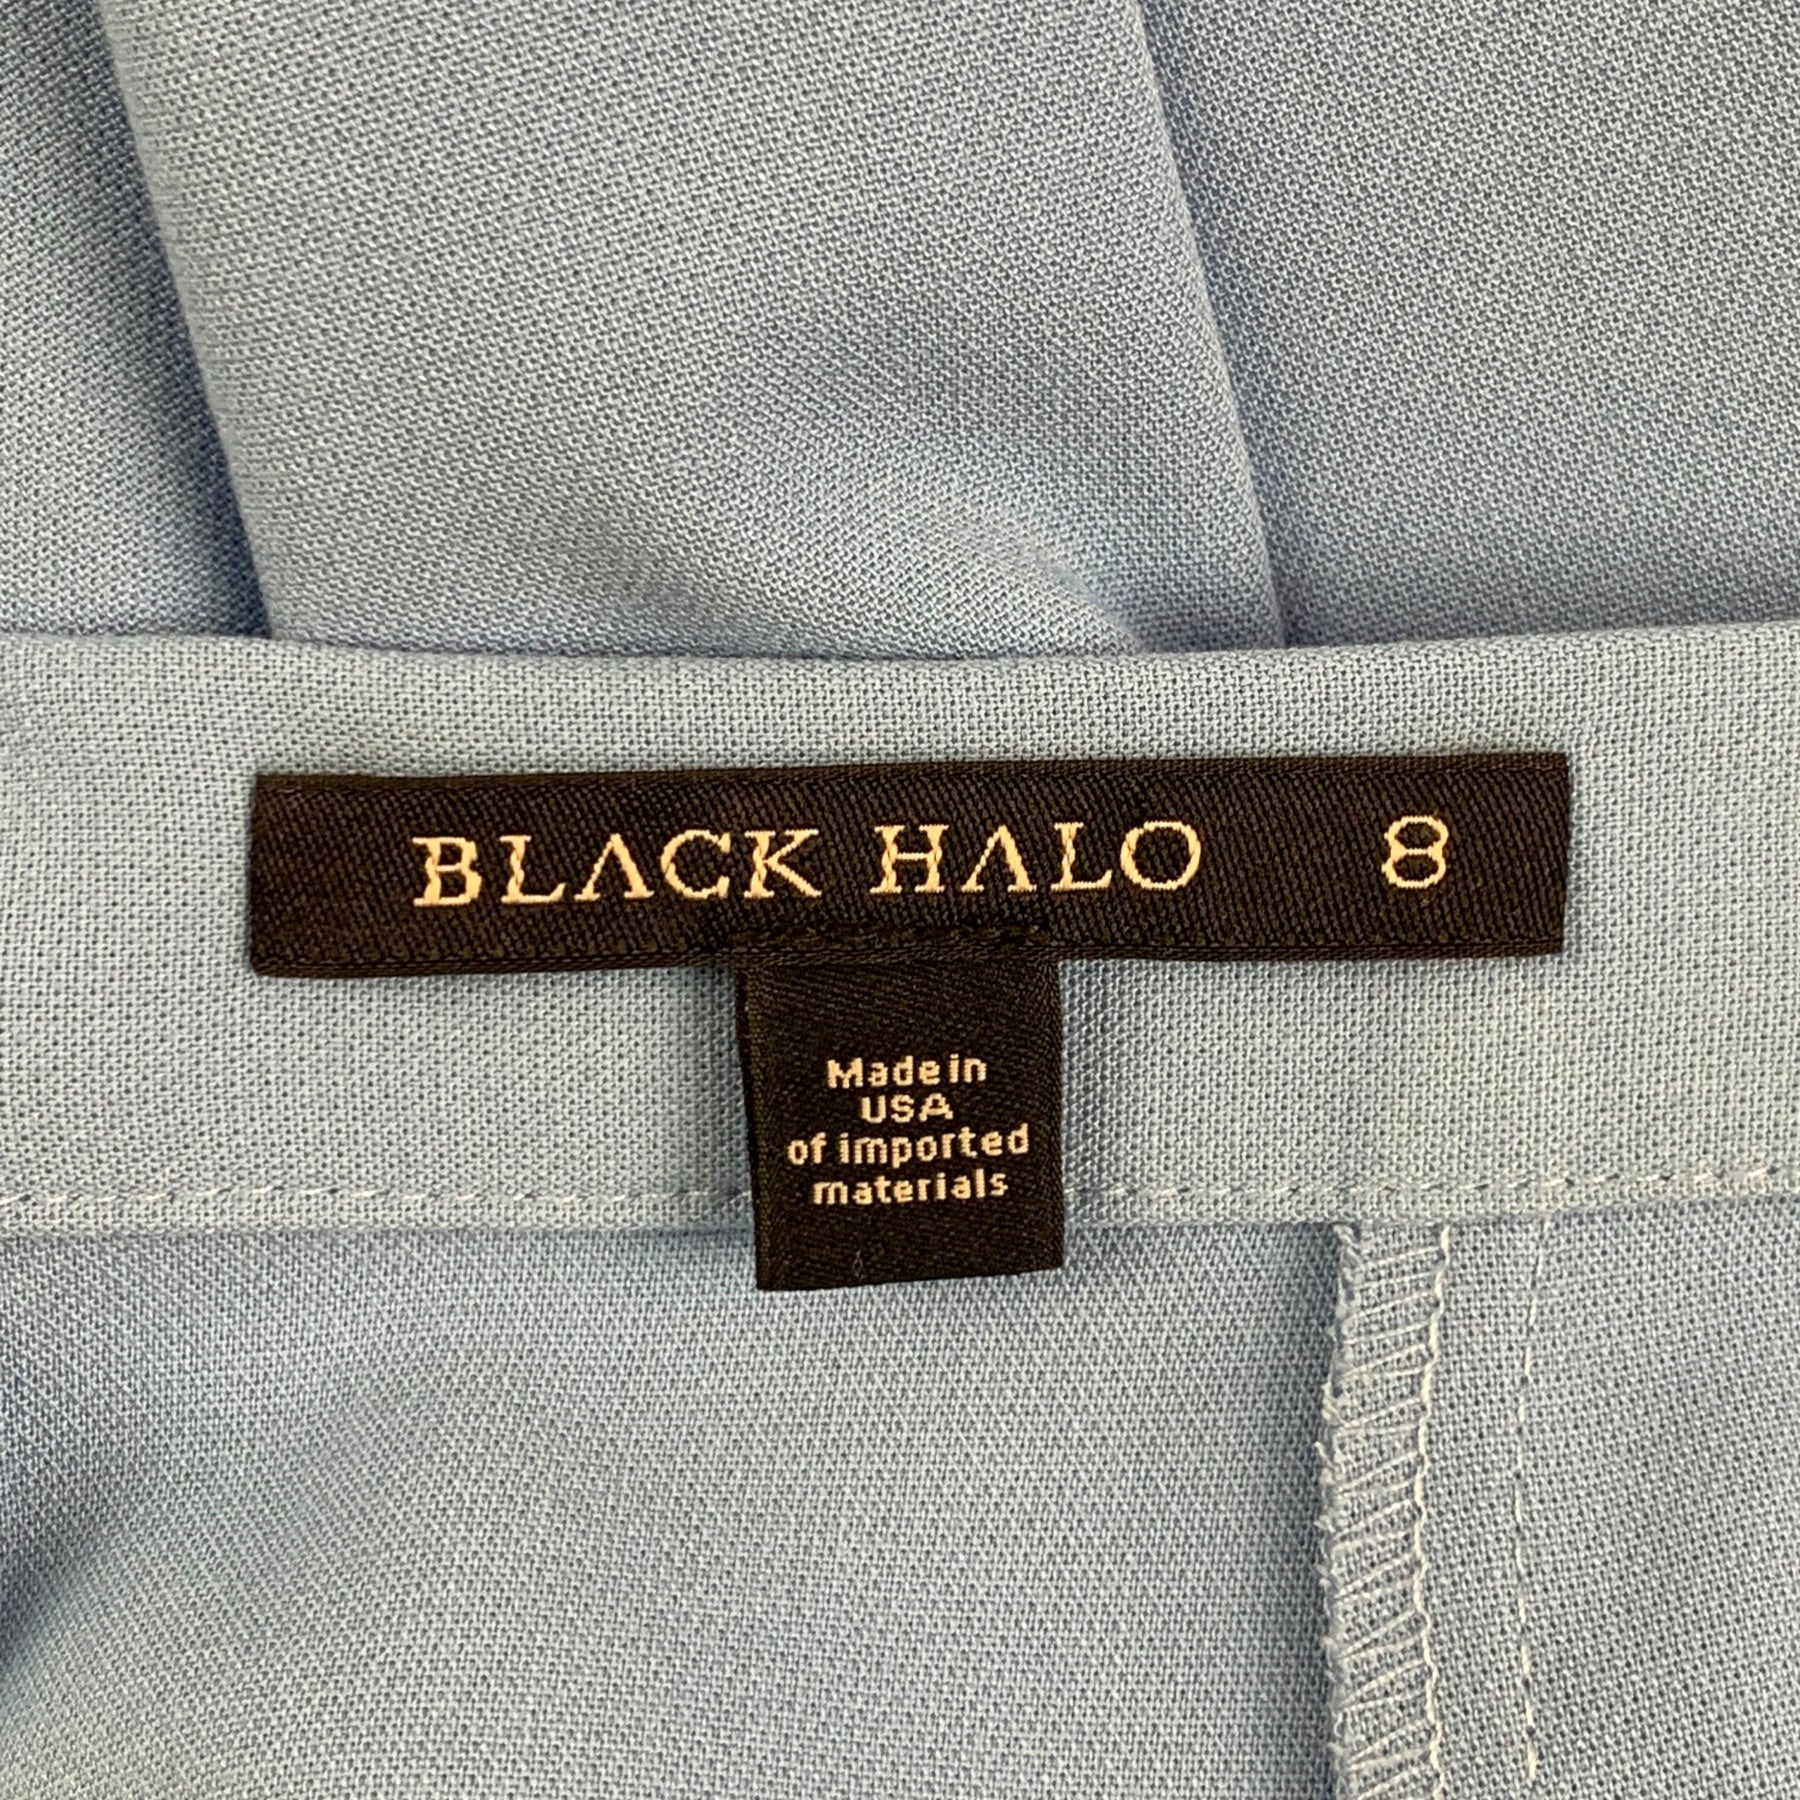 BLACK HALO 8
Made in
USA
of imported
materials